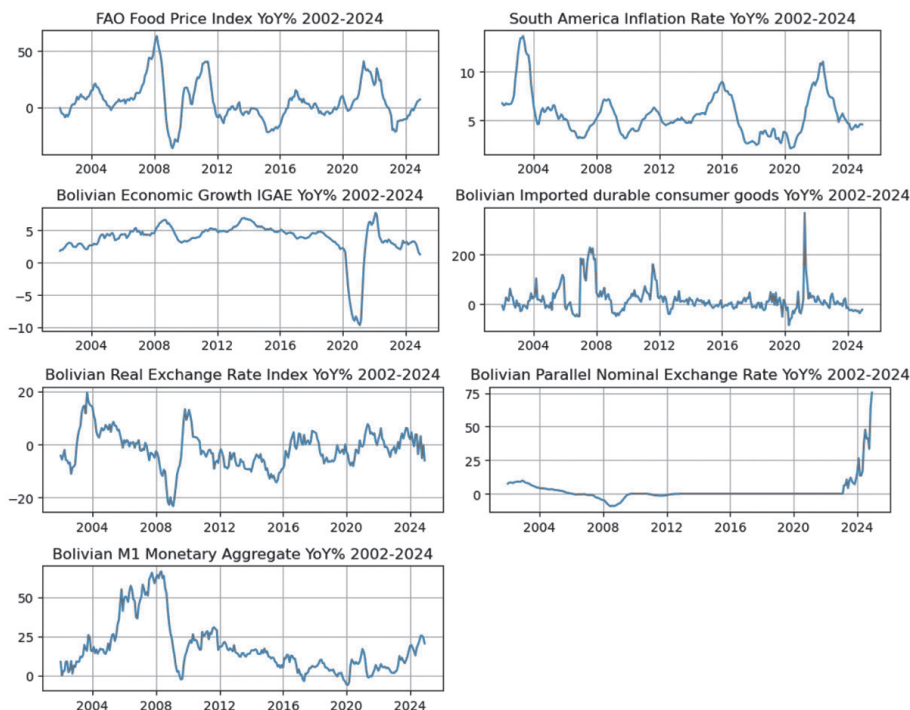 FAO Food Price Index YoY% 2002-2024
50
0
2004 2008 2012 2016 2020 2024
South America Inflation Rate YoY% 2002-2024
10
5
2004 2008 2012 2016 2020 2024
Bolivian Economic Growth IGAE YoY% 2002-2024
5
0
−5
−10
2004 2008 2012 2016 2020 2024
Bolivian Imported durable consumer goods YoY% 2002-2024
200
0
2004 2008 2012 2016 2020 2024
Bolivian Real Exchange Rate Index YoY% 2002-2024
20
0
−20
2004 2008 2012 2016 2020 2024
Bolivian Parallel Nominal Exchange Rate YoY% 2002-2024
75
50
25
0
2004 2008 2012 2016 2020 2024
Bolivian M1 Monetary Aggregate YoY% 2002-2024
50
25
0
2004 2008 2012 2016 2020 2024